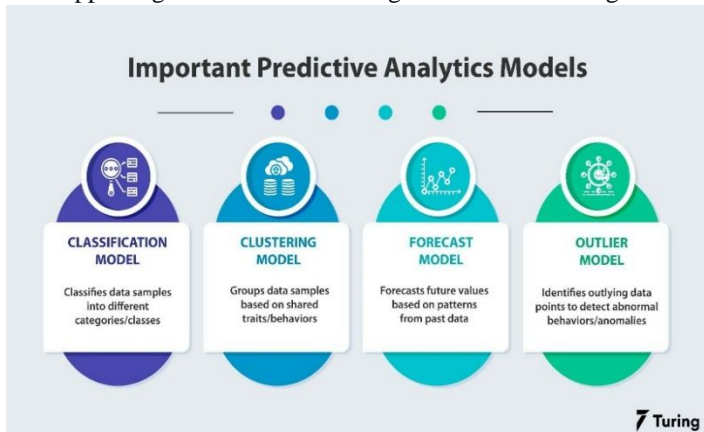 Important Predictive Analytics Models
CLASSIFICATION
MODEL
Classifies data samples
into different
categories/classes
CLUSTERING
MODEL
Groups data samples
based on shared
traits/behaviors
FORECAST
MODEL
Forecasts future values
based on patterns
from past data
OUTLIER
MODEL
Identifies outlying data
points to detect abnormal
behaviors/anomalies
Turing